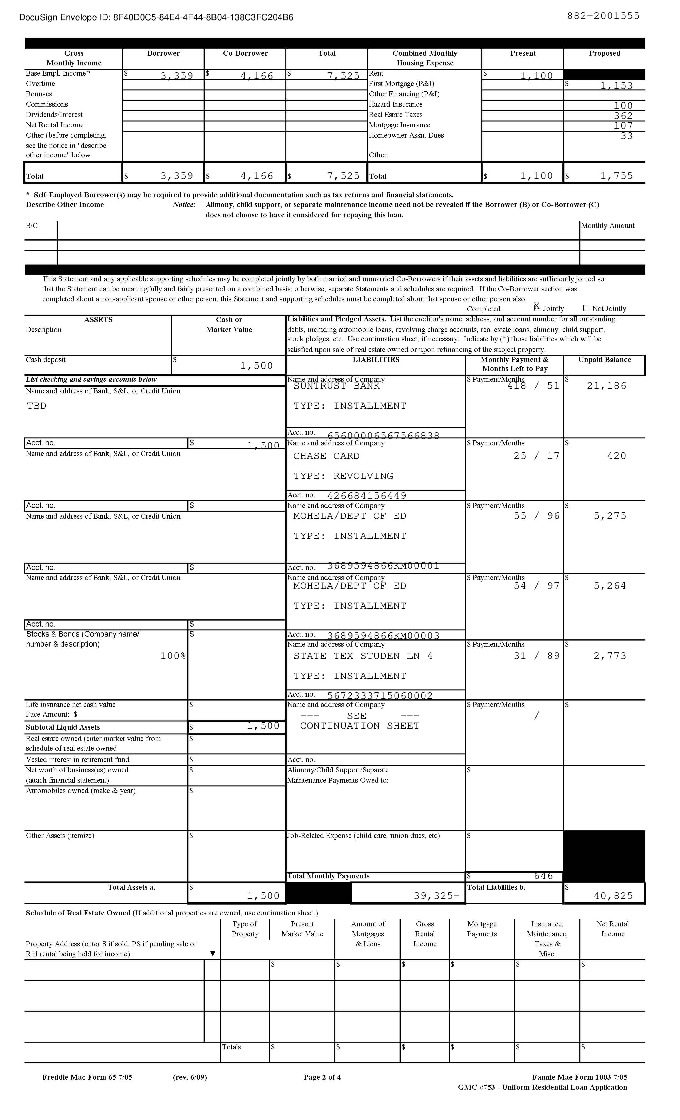 DocuSign Envelope ID: 8F40D0C5-84E4-4F44-8B04-138C3FC204B6
882-2001555
Gross Monthly Income Borrower Co-Borrower Total Combined Monthly Housing Expense Present Proposed
Base Empl. Income* $ 3,359 $ 4,166 $ 7,525 Rent $ 1,100
Overtime First Mortgage (P&I) $ 1,153
Bonuses Other Financing (P&I)
Commissions Hazard Insurance 100
Dividends/Interest Real Estate Taxes 362
Net Rental Income Mortgage Insurance 107
Other (before completing, Homeowner Assn. Dues 33
see the notice in "describe
other income" below Other:
Total $ 3,359 $ 4,166 $ 7,525 Total $ 1,100 $ 1,755
* Self Employed Borrower(s) may be required to provide additional documentation such as tax returns and financial statements.
Describe Other Income Notice: Alimony, child support, or separate maintenance income need not be revealed if the Borrower (B) or Co-Borrower (C)
does not choose to have it considered for repaying this loan.
B/C Monthly Amount
This Statement and any applicable supporting schedules may be completed jointly by both married and unmarried Co-Borrowers if their assets and liabilities are sufficiently joined so
that the Statement can be meaningfully and fairly presented on a combined basis; otherwise, separate Statements and schedules are required. If the Co-Borrower section was
completed about a non-applicant spouse or other person, this Statement and supporting schedules must be completed about that spouse or other person also.
Completed X Jointly Not Jointly
ASSETS Cash or Market Value
Description
Liabilities and Pledged Assets. List the creditor's name, address, and account number for all outstanding
debts, including automobile loans, revolving charge accounts, real estate loans, alimony, child support,
stock pledges, etc. Use continuation sheet, if necessary. Indicate by (*) those liabilities which will be
satisfied upon sale of real estate owned or upon refinancing of the subject property.
Cash deposit $ 1,500 LIABILITIES Monthly Payment & Months Left to Pay Unpaid Balance
List checking and savings accounts below Name and address of Company $ Payment/Months $
Name and address of Bank, S&L, or Credit Union SUNTRUST BANK 418 / 51 21,186
TBD TYPE: INSTALLMENT
Acct. no. 65600006567566838
Acct. no. $ 1,500 Name and address of Company $ Payment/Months $
Name and address of Bank, S&L, or Credit Union CHASE CARD 25 / 17 420
TYPE: REVOLVING
Acct. no. 426684156449
Acct. no. $ Name and address of Company $ Payment/Months $
Name and address of Bank, S&L, or Credit Union MOHELA/DEPT OF ED 55 / 96 5,275
TYPE: INSTALLMENT
Acct. no. $ Acct. no. 3689594866KM00001
Name and address of Bank, S&L, or Credit Union Name and address of Company $ Payment/Months $
MOHELA/DEPT OF ED 54 / 97 5,264
TYPE: INSTALLMENT
Acct. no. $
Stocks & Bonds (Company name/ $ Acct. no. 3689594866KM00003
number & description) Name and address of Company $ Payment/Months $
100% STATE TEX STUDEN LN 4 31 / 89 2,773
TYPE: INSTALLMENT
Acct. no. 5672333715060002
Life insurance net cash value $ Name and address of Company $ Payment/Months $
Face Amount: $ --- SEE --- /
Subtotal Liquid Assets $ 1,500 CONTINUATION SHEET
Real estate owned (enter market value from $
schedule of real estate owned
Vested interest in retirement fund $ Acct. no.
Net worth of business(es) owned $ Alimony/Child Support/Separate $
(attach financial statement) Maintenance Payments Owed to:
Automobiles owned (make & year) $
Other Assets (itemize) $ Job-Related Expense (child care, union dues, etc) $
Total Monthly Payments $ 646
Total Assets a. $ 1,500 39,325- Total Liabilities b. $ 40,825
Schedule of Real Estate Owned (If additional properties are owned, use continuation sheet.)
Property Address (enter S if sold, PS if pending sale or R if rental being held for income) Type of Property Present Market Value Amount of Mortgages & Liens Gross Rental Income Mortgage Payments Insurance, Maintenance, Taxes & Misc. Net Rental Income
$ $ $ $ $ $
Totals $ $ $ $ $ $
Freddie Mac Form 65 7/05 (rev. 6/09) Page 2 of 4 Fannie Mae Form 1003 7/05
GMC #753 - Uniform Residential Loan Application